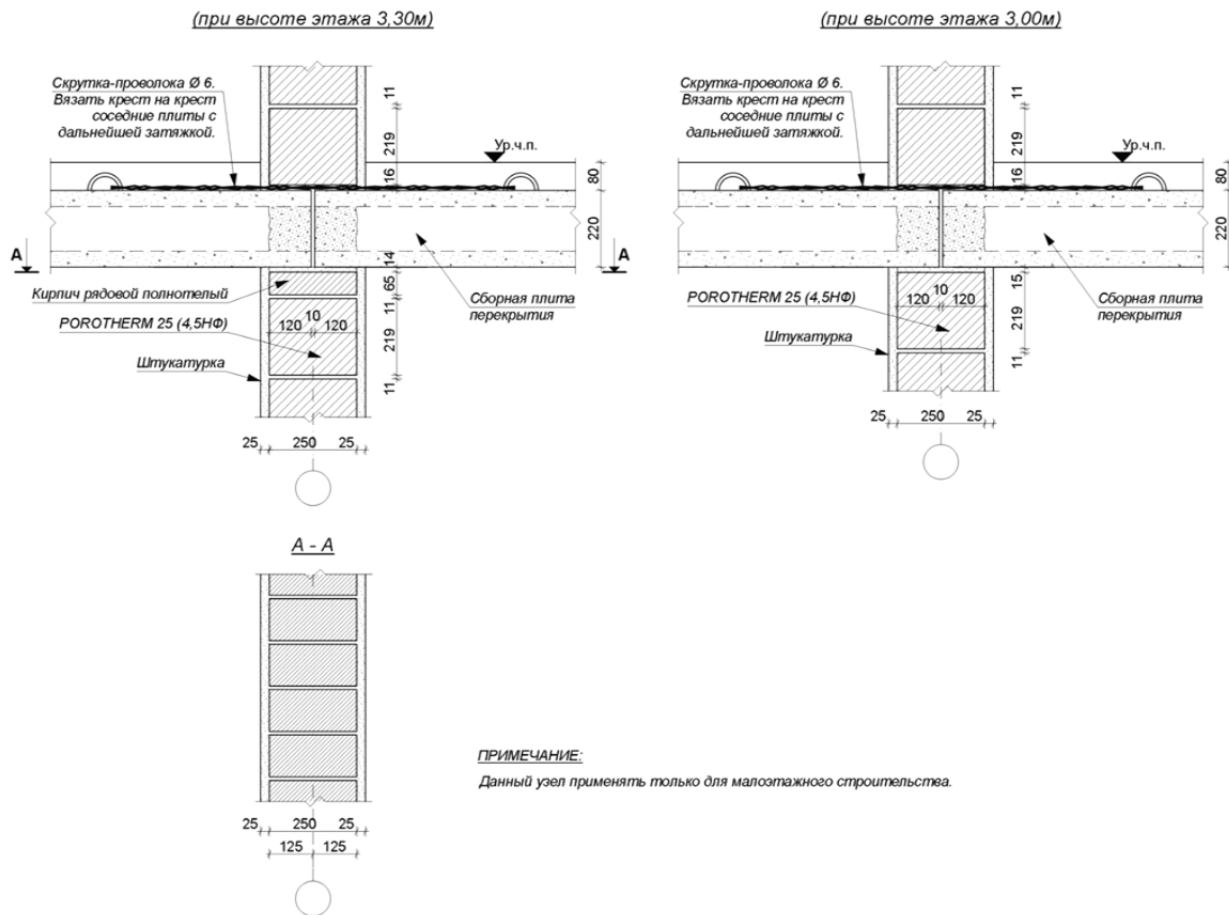 (при высоте этажа 3,30м)
Скрутка-проволока Ø 6.
Вязать крест на крест
соседние плиты с
дальнейшей затяжкой.
11
219
16
Ур.ч.п.
80
220
А
А
14
65
11
219
11
Кирпич рядовой полнотелый
POROTHERM 25 (4,5НФ)
Штукатурка
10
120
120
Сборная плита
перекрытия
25
250
25
(при высоте этажа 3,00м)
Скрутка-проволока Ø 6.
Вязать крест на крест
соседние плиты с
дальнейшей затяжкой.
11
219
16
Ур.ч.п.
80
220
15
219
11
POROTHERM 25 (4,5НФ)
Штукатурка
10
120
120
Сборная плита
перекрытия
25
250
25
А - А
25
250
25
125
125
ПРИМЕЧАНИЕ:
Данный узел применять только для малоэтажного строительства.